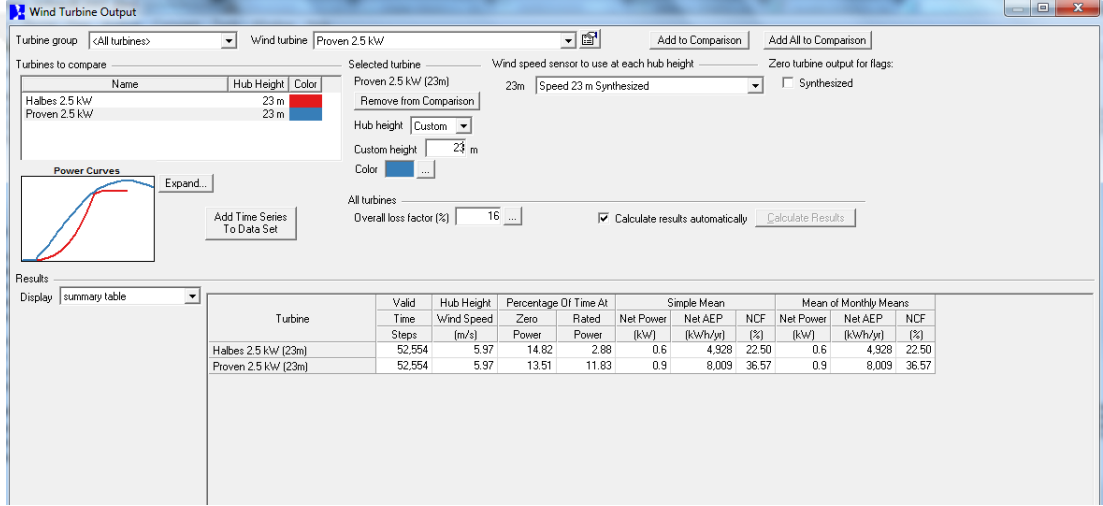 Wind Turbine Output
Turbine group <All turbines> Wind turbine Proven 2.5 kW Add to Comparison Add All to Comparison
Turbines to compare Selected turbine Wind speed sensor to use at each hub height Zero turbine output for flags:
Name Hub Height Color Proven 2.5 kW (23m) 23m Speed 23 m Synthesized Synthesized
Halbes 2.5 kW 23 m Remove from Comparison
Proven 2.5 kW 23 m
Hub height Custom
Custom height 23 m
Power Curves Color ...
Expand...
All turbines
Add Time Series To Data Set Overall loss factor (%) 16 ... Calculate results automatically Calculate Results
Results
Display summary table
Valid Hub Height Percentage Of Time At Simple Mean Mean of Monthly Means
Turbine Time Wind Speed Zero Rated Net Power Net AEP NCF Net Power Net AEP NCF
Steps (m/s) Power Power (kW) (kWh/yr) (%) (kW) (kWh/yr) (%)
Halbes 2.5 kW (23m) 52,554 5.97 14.82 2.88 0.6 4,928 22.50 0.6 4,928 22.50
Proven 2.5 kW (23m) 52,554 5.97 13.51 11.83 0.9 8,009 36.57 0.9 8,009 36.57